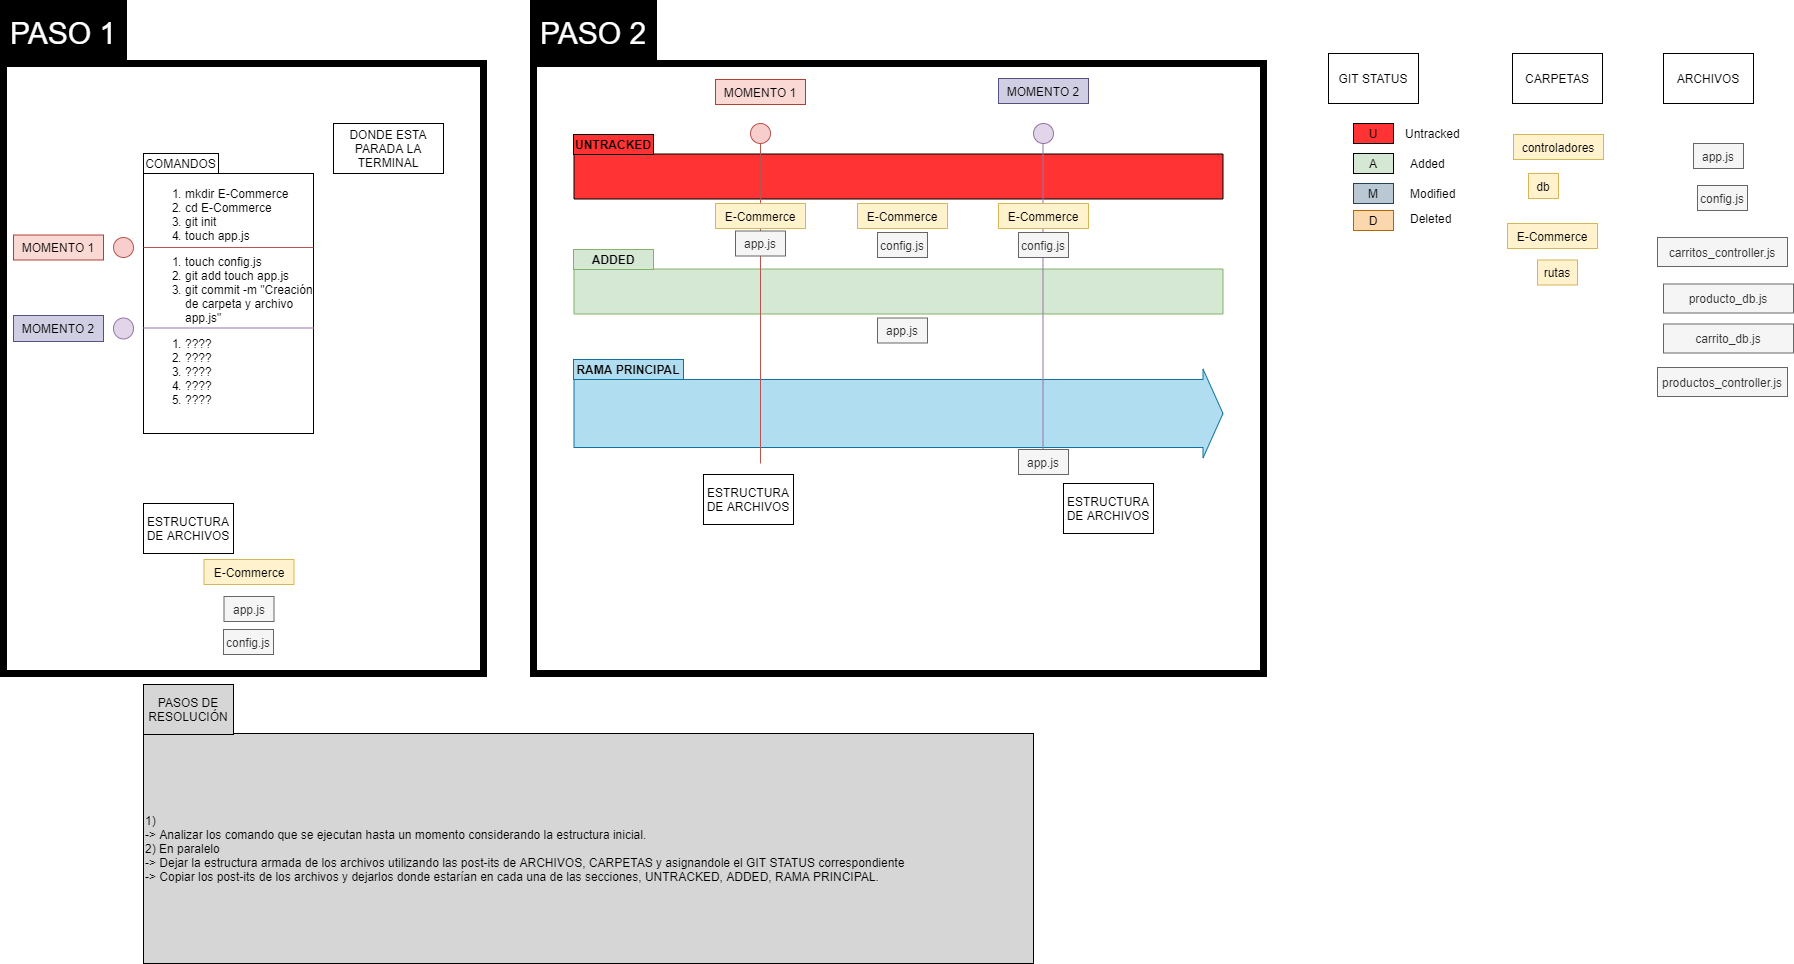 PASO 1
MOMENTO 1
MOMENTO 2
COMANDOS
1. mkdir E-Commerce
2. cd E-Commerce
3. git init
4. touch app.js
1. touch config.js
2. git add touch app.js
3. git commit -m "Creación
de carpeta y archivo
app.js"
1. ????
2. ????
3. ????
4. ????
5. ????
DONDE ESTA
PARADA LA
TERMINAL
ESTRUCTURA
DE ARCHIVOS
E-Commerce
app.js
config.js
PASO 2
MOMENTO 1
MOMENTO 2
UNTRACKED
E-Commerce
E-Commerce
E-Commerce
app.js
config.js
config.js
ADDED
app.js
RAMA PRINCIPAL
app.js
ESTRUCTURA
DE ARCHIVOS
ESTRUCTURA
DE ARCHIVOS
GIT STATUS
U Untracked
A Added
M Modified
D Deleted
CARPETAS
controladores
db
E-Commerce
rutas
ARCHIVOS
app.js
config.js
carritos_controller.js
producto_db.js
carrito_db.js
productos_controller.js
PASOS DE
RESOLUCIÓN
1)
-> Analizar los comando que se ejecutan hasta un momento considerando la estructura inicial.
2) En paralelo
-> Dejar la estructura armada de los archivos utilizando las post-its de ARCHIVOS, CARPETAS y asignandole el GIT STATUS correspondiente
-> Copiar los post-its de los archivos y dejarlos donde estarían en cada una de las secciones, UNTRACKED, ADDED, RAMA PRINCIPAL.